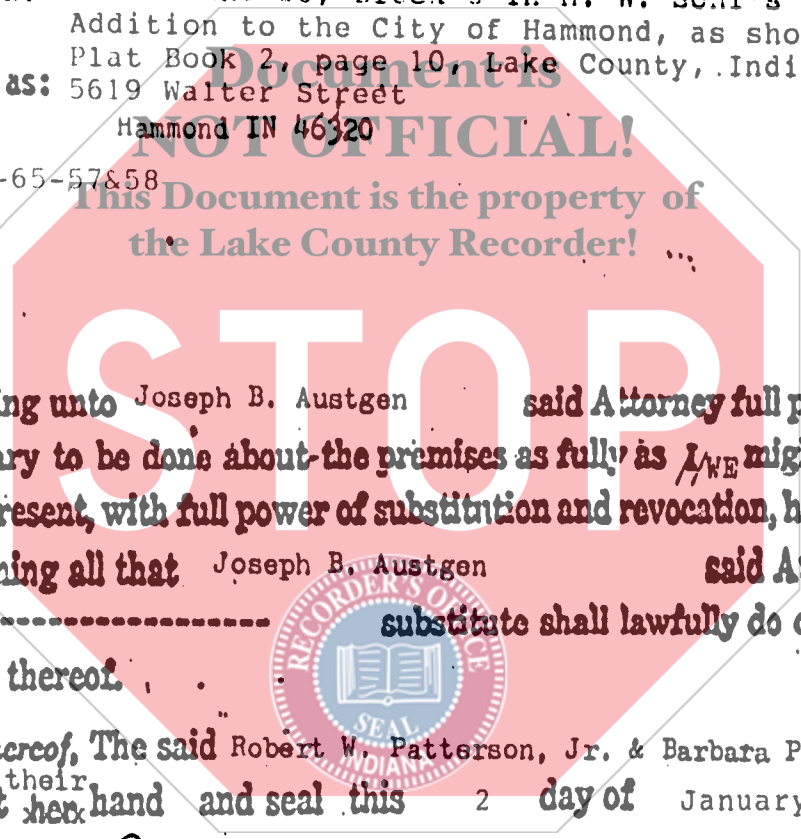 Addition to the City of Hammond, as sho
Plat Book 2, page 10, Lake County, Indi
as: 5619 Walter Street
Hammond IN 46320
-65-57&58
Document is
NOT OFFICIAL!
This Document is the property of
the Lake County Recorder!
STOP
ng unto Joseph B. Austgen said Attorney full p
ary to be done about the premises as fully as I/WE mig
resent, with full power of substitution and revocation, h
ning all that Joseph B. Austgen said A
substitute shall lawfully do
thereof.
RECORDER'S OFFICE
SEAL
INDIANA
ereof, The said Robert W. Patterson, Jr. & Barbara P
their
hand and seal this 2 day of January